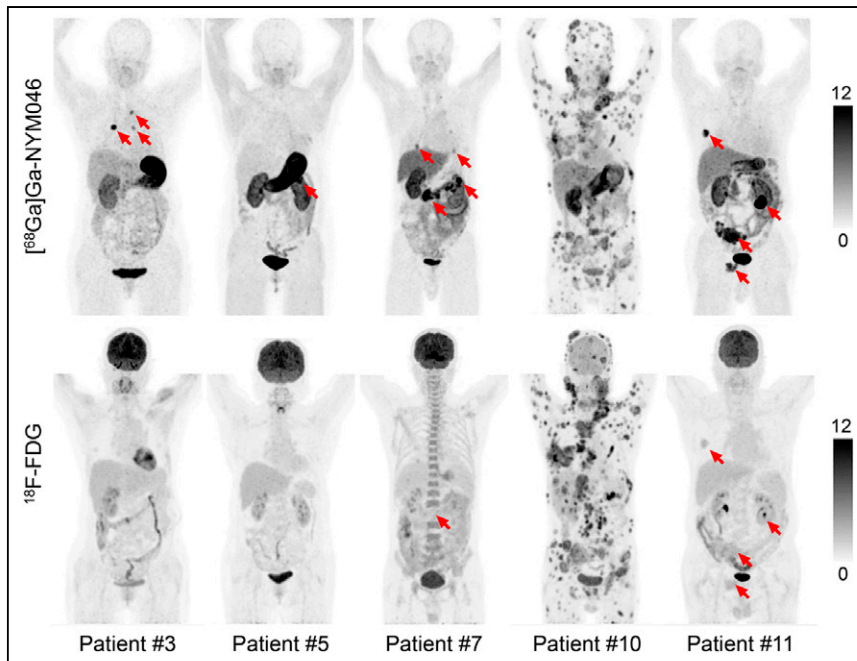 [⁶⁸Ga]Ga-NYM046
12
0
¹⁸F-FDG
12
0
Patient #3
Patient #5
Patient #7
Patient #10
Patient #11